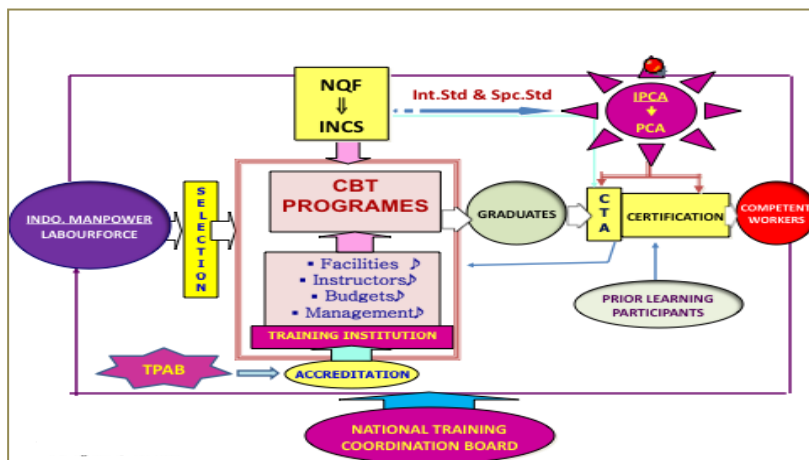 NQF
⇓
INCS
Int.Std & Spc.Std
IPCA
PCA
INDO. MANPOWER
LABOURFORCE
SELECTION
CBT
PROGRAMES
GRADUATES
CTA
CERTIFICATION
COMPETENT
WORKERS
▪ Facilities ♪
▪ Instructors♪
▪ Budgets♪
▪ Management♪
TRAINING INSTITUTION
PRIOR LEARNING
PARTICIPANTS
TPAB
ACCREDITATION
NATIONAL TRAINING
COORDINATION BOARD